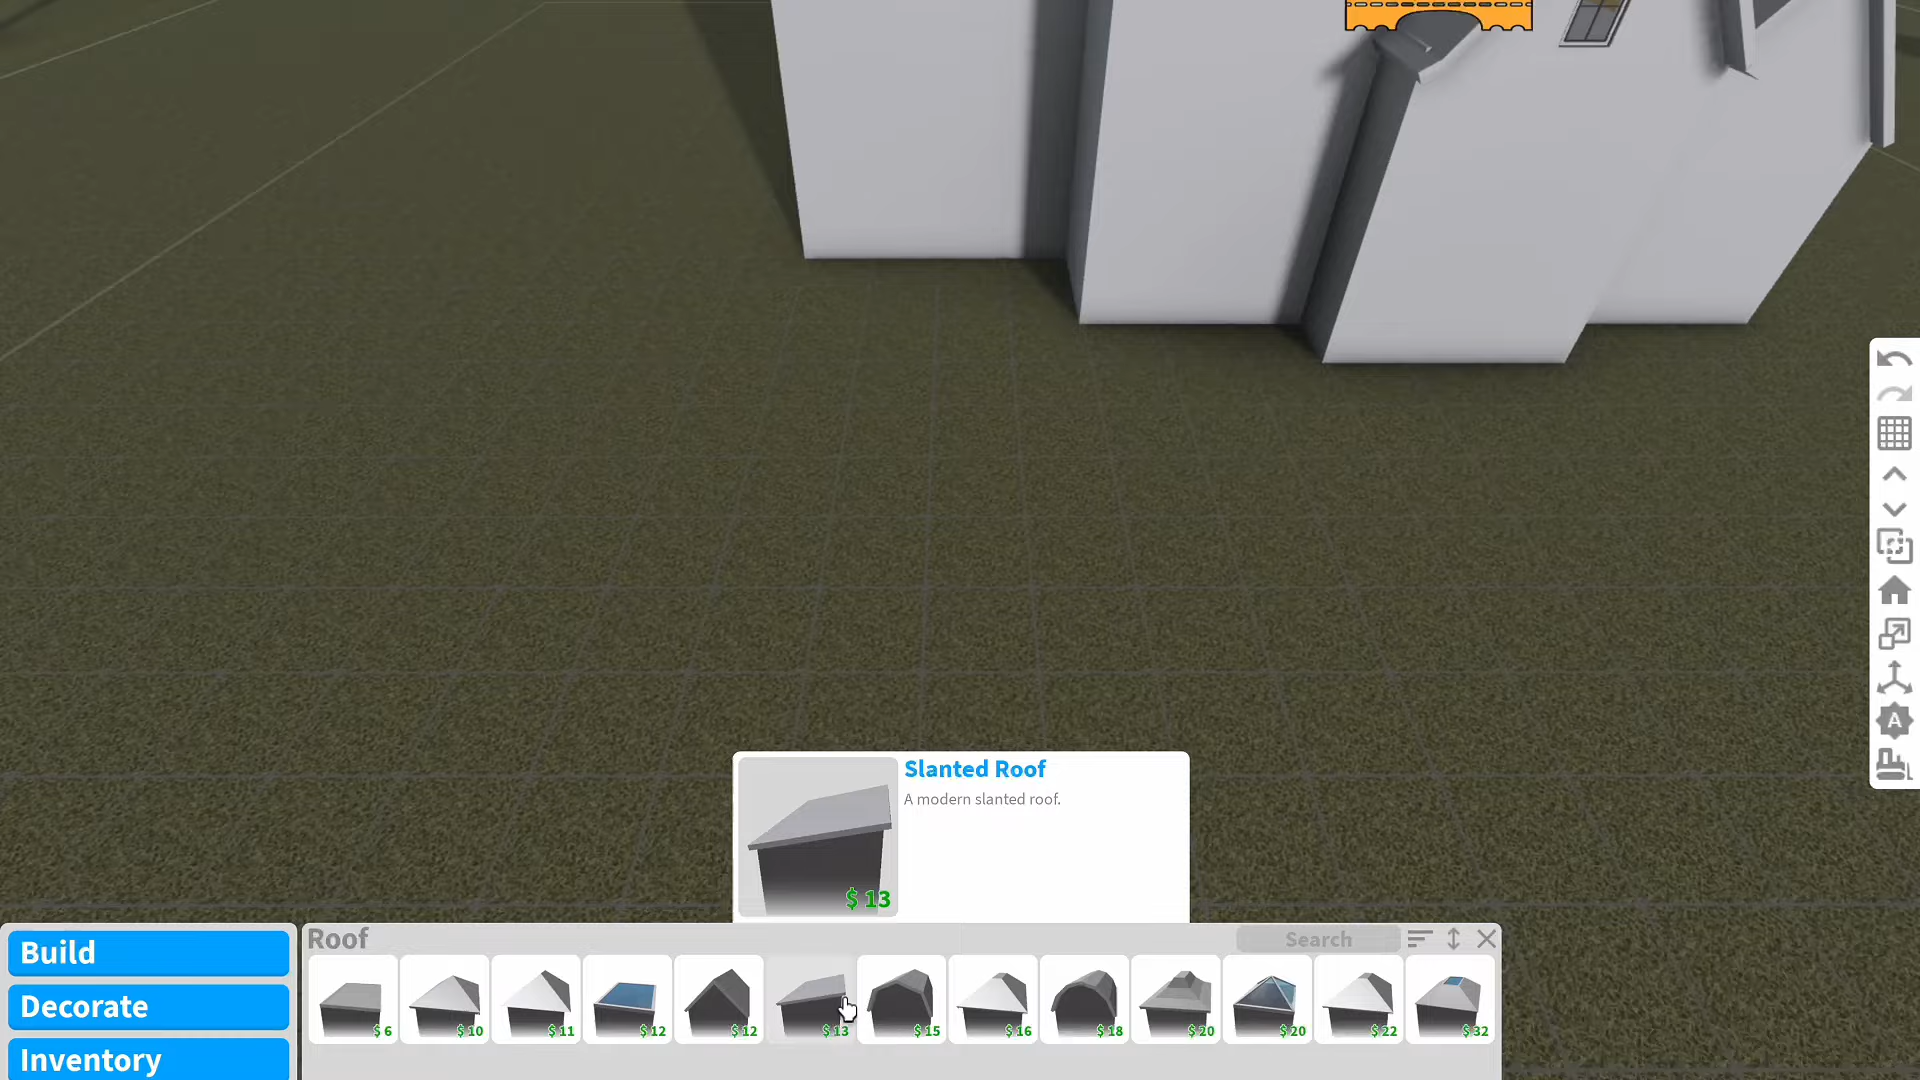 A
Slanted Roof
A modern slanted roof.
$ 13
Build
Decorate
Inventory
Roof
Search
$ 6
$ 10
$ 11
$ 12
$ 12
$ 13
$ 15
$ 16
$ 18
$ 20
$ 20
$ 22
$ 32